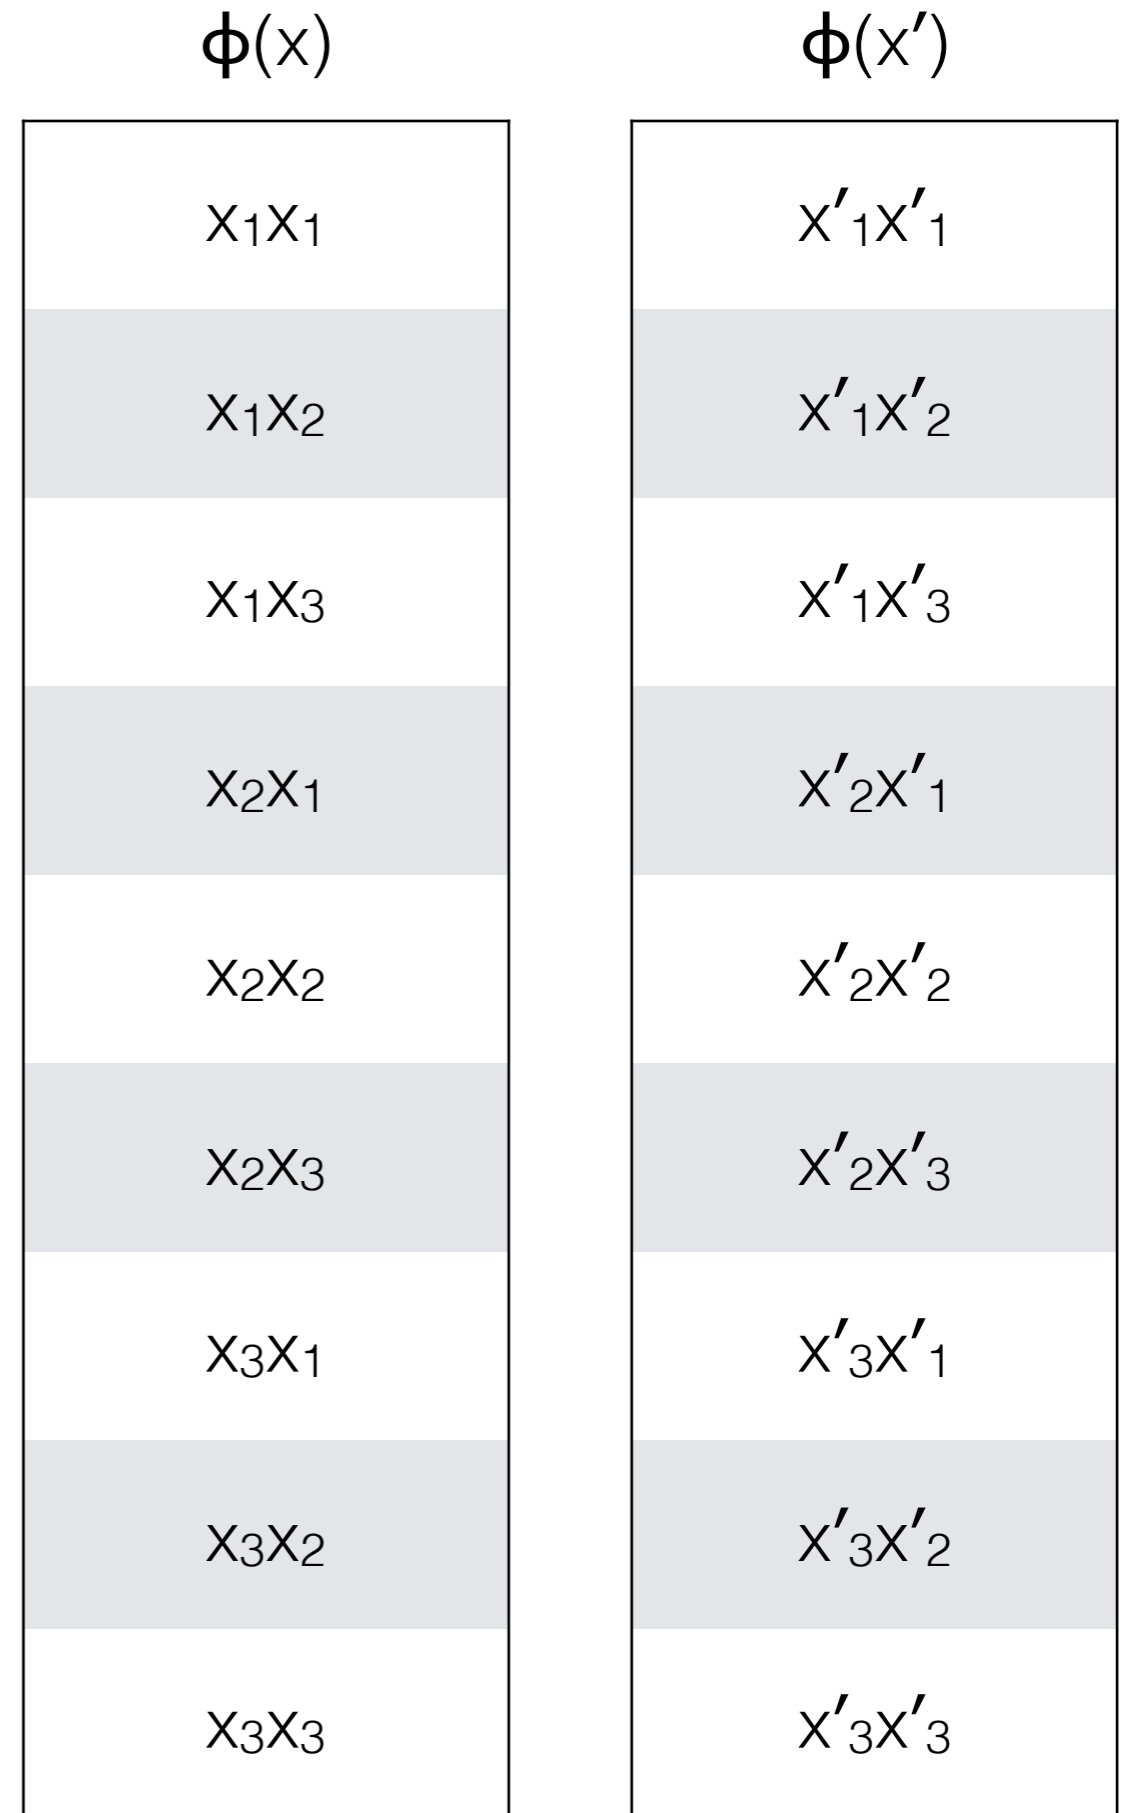 ϕ(x) ϕ(x′)
x₁x₁ x′₁x′₁
x₁x₂ x′₁x′₂
x₁x₃ x′₁x′₃
x₂x₁ x′₂x′₁
x₂x₂ x′₂x′₂
x₂x₃ x′₂x′₃
x₃x₁ x′₃x′₁
x₃x₂ x′₃x′₂
x₃x₃ x′₃x′₃